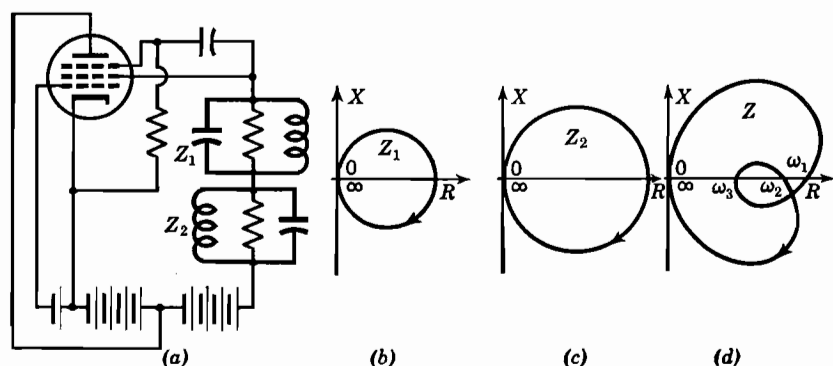 Z₁
Z₂
(a)
X
Z₁
0
∞
R
(b)
X
Z₂
0
∞
R
(c)
X
Z
0
∞
ω₃
ω₂
ω₁
R
(d)